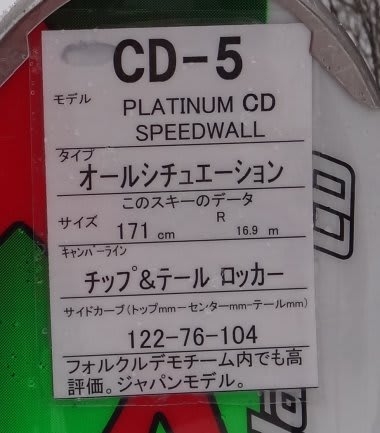 CD-5
モデル
PLATINUM CD
SPEEDWALL
タイプ
オールシチュエーション
このスキーのデータ
サイズ 171 cm R 16.9 m
キャンバーライン
チップ&テール ロッカー
サイドカーブ(トップmm-センターmm-テールmm)
122-76-104
フォルクルデモチーム内でも高
評価。ジャパンモデル。
CD